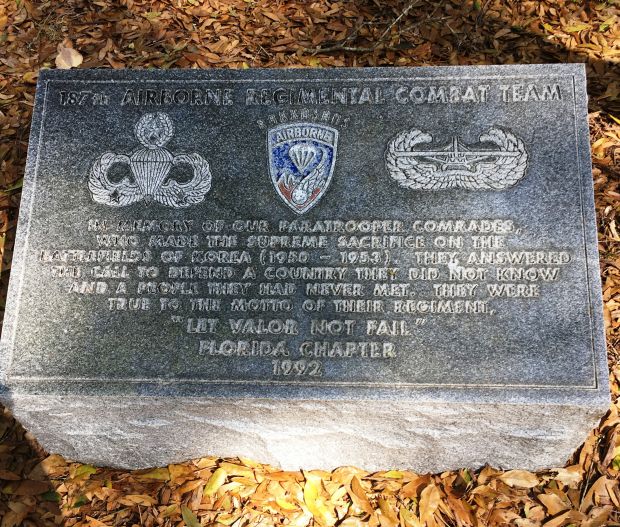 187TH AIRBORNE REGIMENTAL COMBAT TEAM
RAKKASANS
AIRBORNE
IN MEMORY OF OUR PARATROOPER COMRADES,
WHO MADE THE SUPREME SACRIFICE ON THE
BATTLEFIELDS OF KOREA (1950 - 1953). THEY ANSWERED
THE CALL TO DEFEND A COUNTRY THEY DID NOT KNOW
AND A PEOPLE THEY HAD NEVER MET. THEY WERE
TRUE TO THE MOTTO OF THEIR REGIMENT,
"LET VALOR NOT FAIL"
FLORIDA CHAPTER
1992